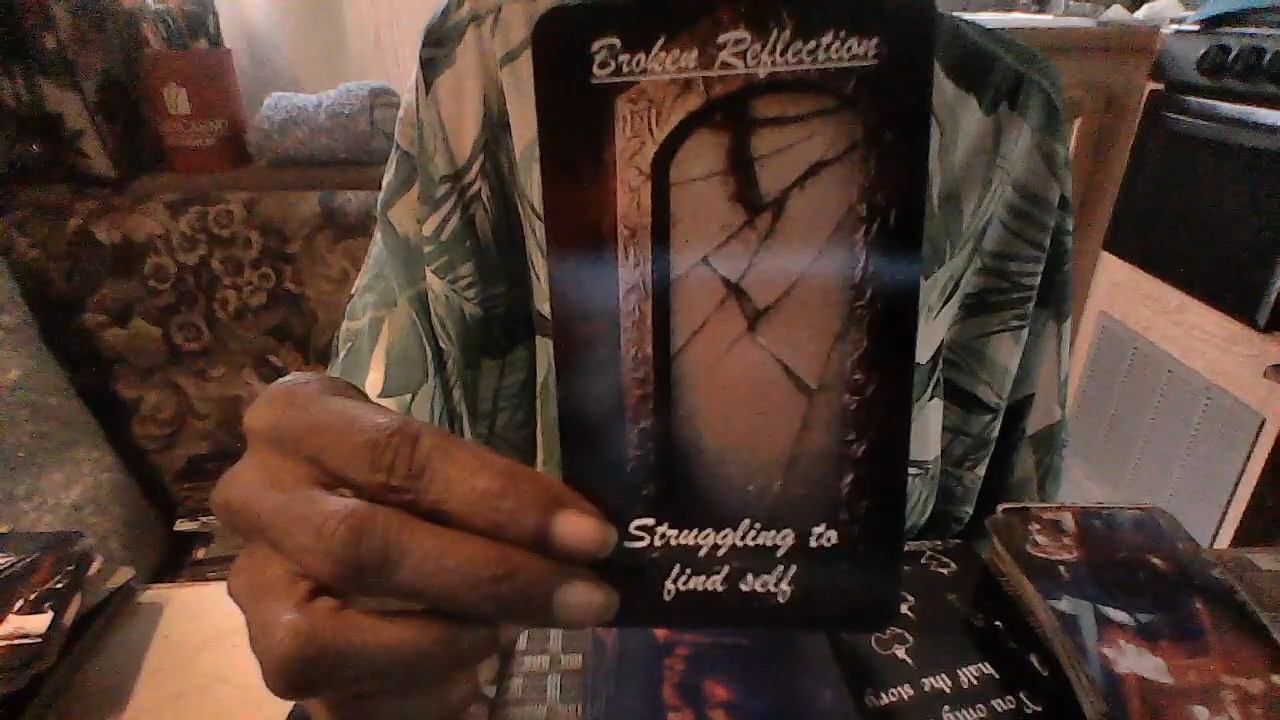 Broken Reflection
Struggling to
find self
You only
half the story